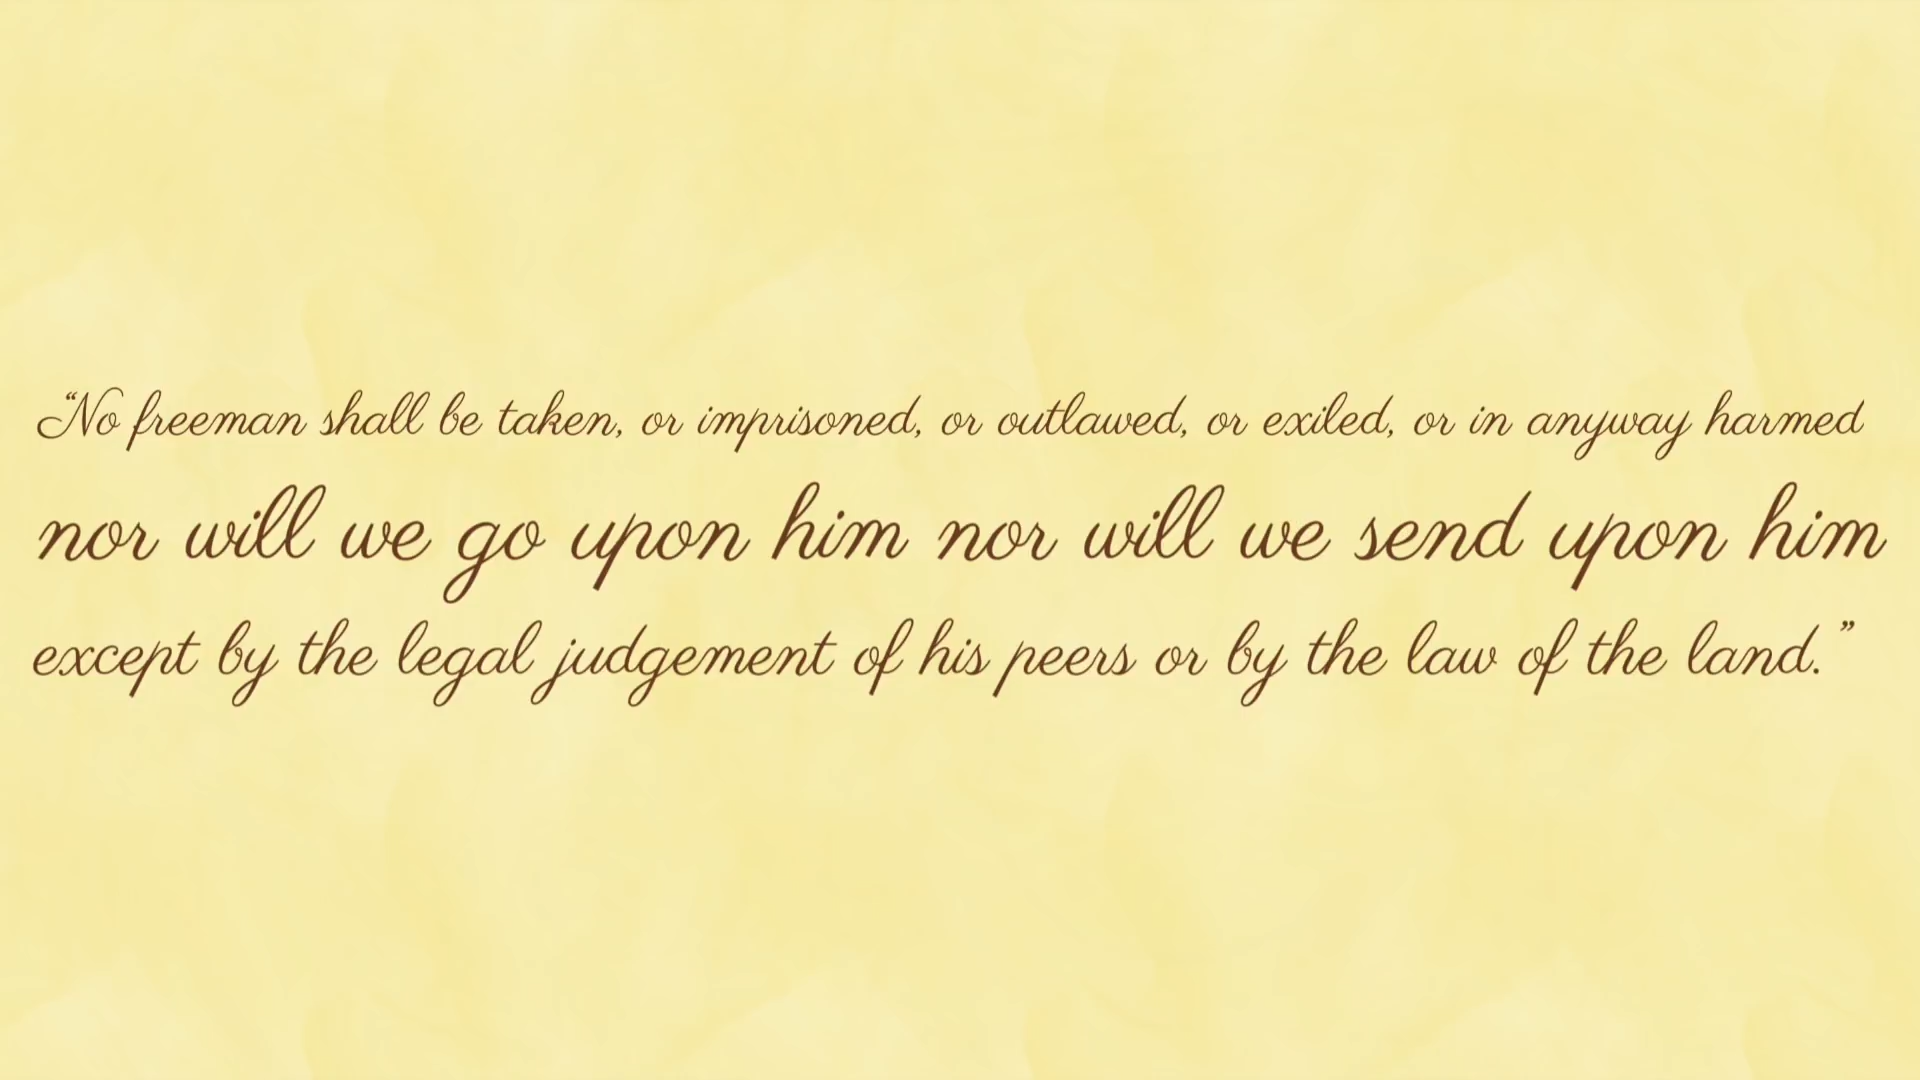 “No freeman shall be taken, or imprisoned, or outlawed, or exiled, or in anyway harmed
nor will we go upon him nor will we send upon him
except by the legal judgement of his peers or by the law of the land.”